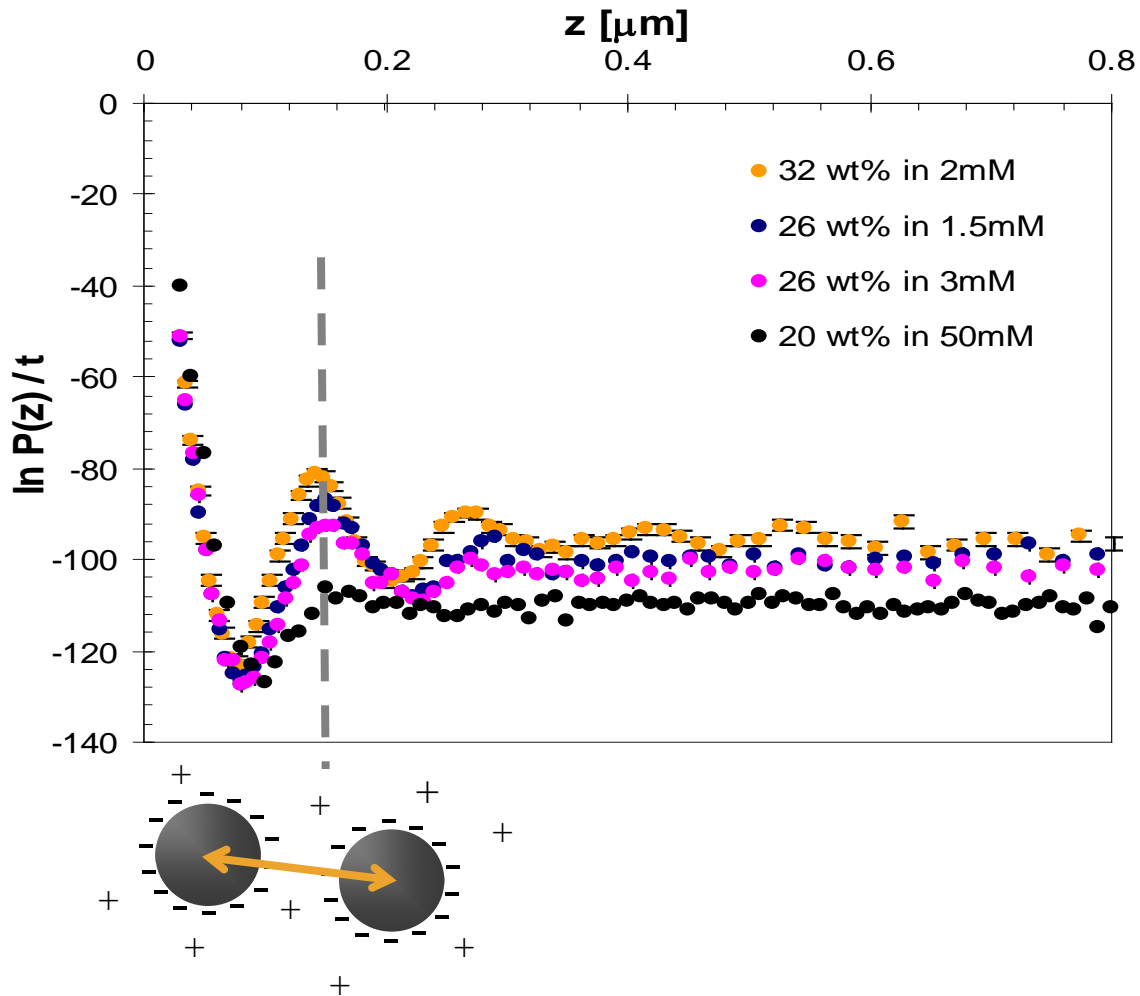 z [μm]
0 0.2 0.4 0.6 0.8
0
-20
-40
-60
-80
-100
-120
-140
ln P(z) / t
32 wt% in 2mM
26 wt% in 1.5mM
26 wt% in 3mM
20 wt% in 50mM